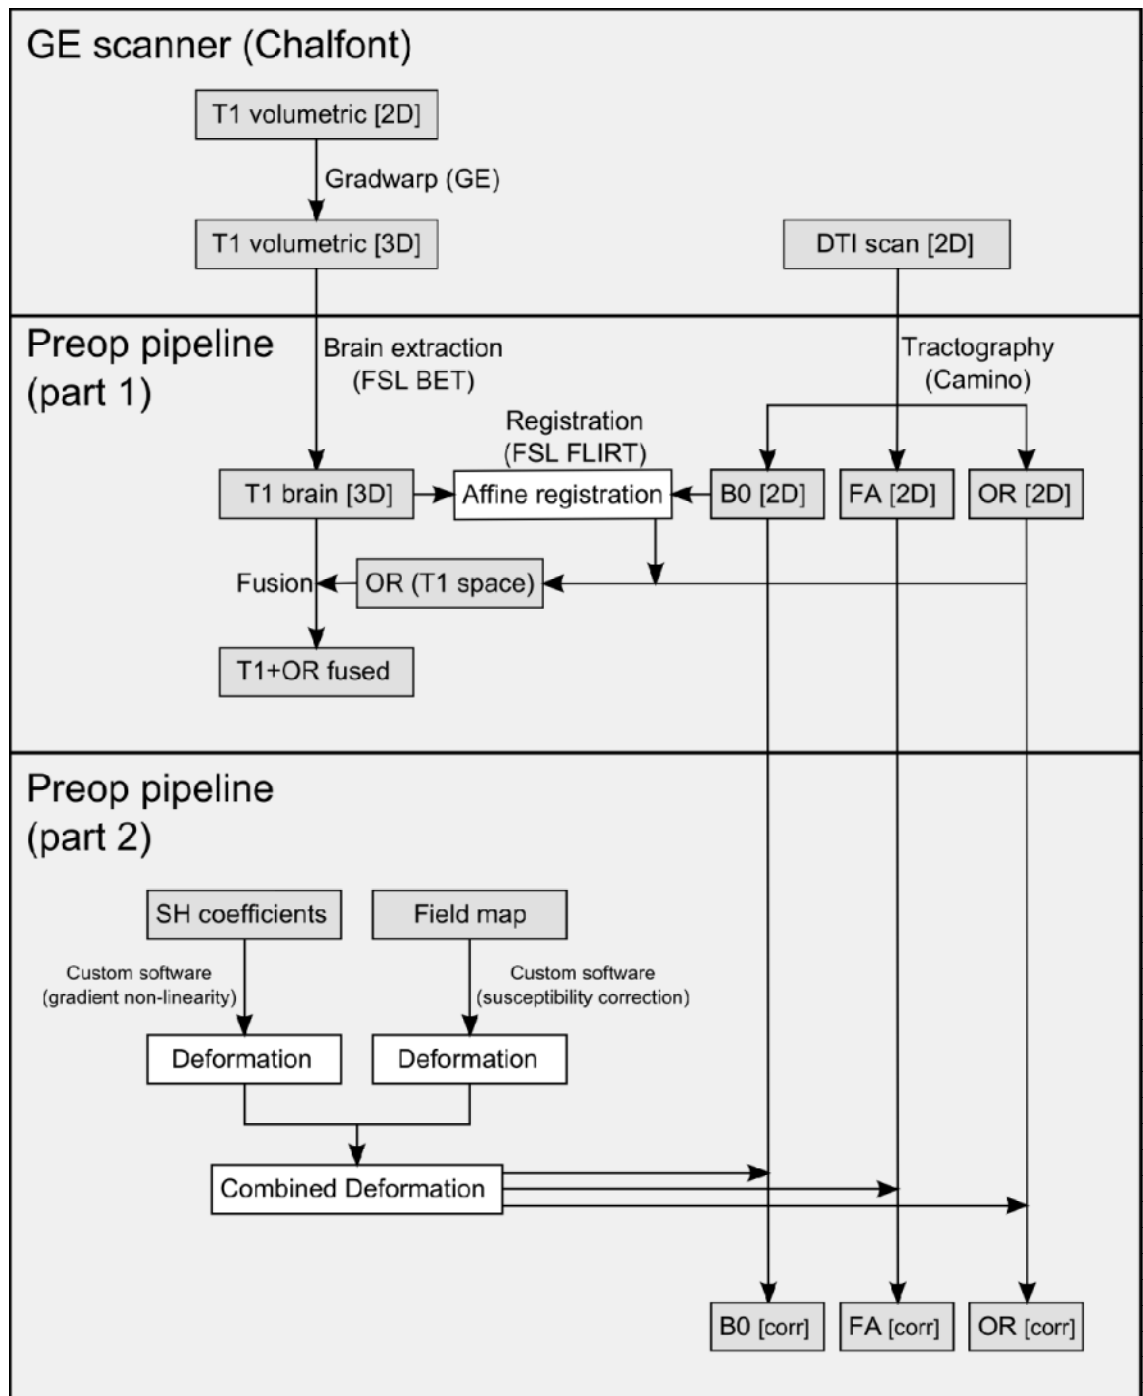 GE scanner (Chalfont)
T1 volumetric [2D]
Gradwarp (GE)
T1 volumetric [3D]
DTI scan [2D]
Preop pipeline
(part 1)
Brain extraction
(FSL BET)
Tractography
(Camino)
Registration
(FSL FLIRT)
T1 brain [3D]
Affine registration
B0 [2D]
FA [2D]
OR [2D]
Fusion
OR (T1 space)
T1+OR fused
Preop pipeline
(part 2)
SH coefficients
Field map
Custom software
(gradient non-linearity)
Custom software
(susceptibility correction)
Deformation
Deformation
Combined Deformation
B0 [corr]
FA [corr]
OR [corr]